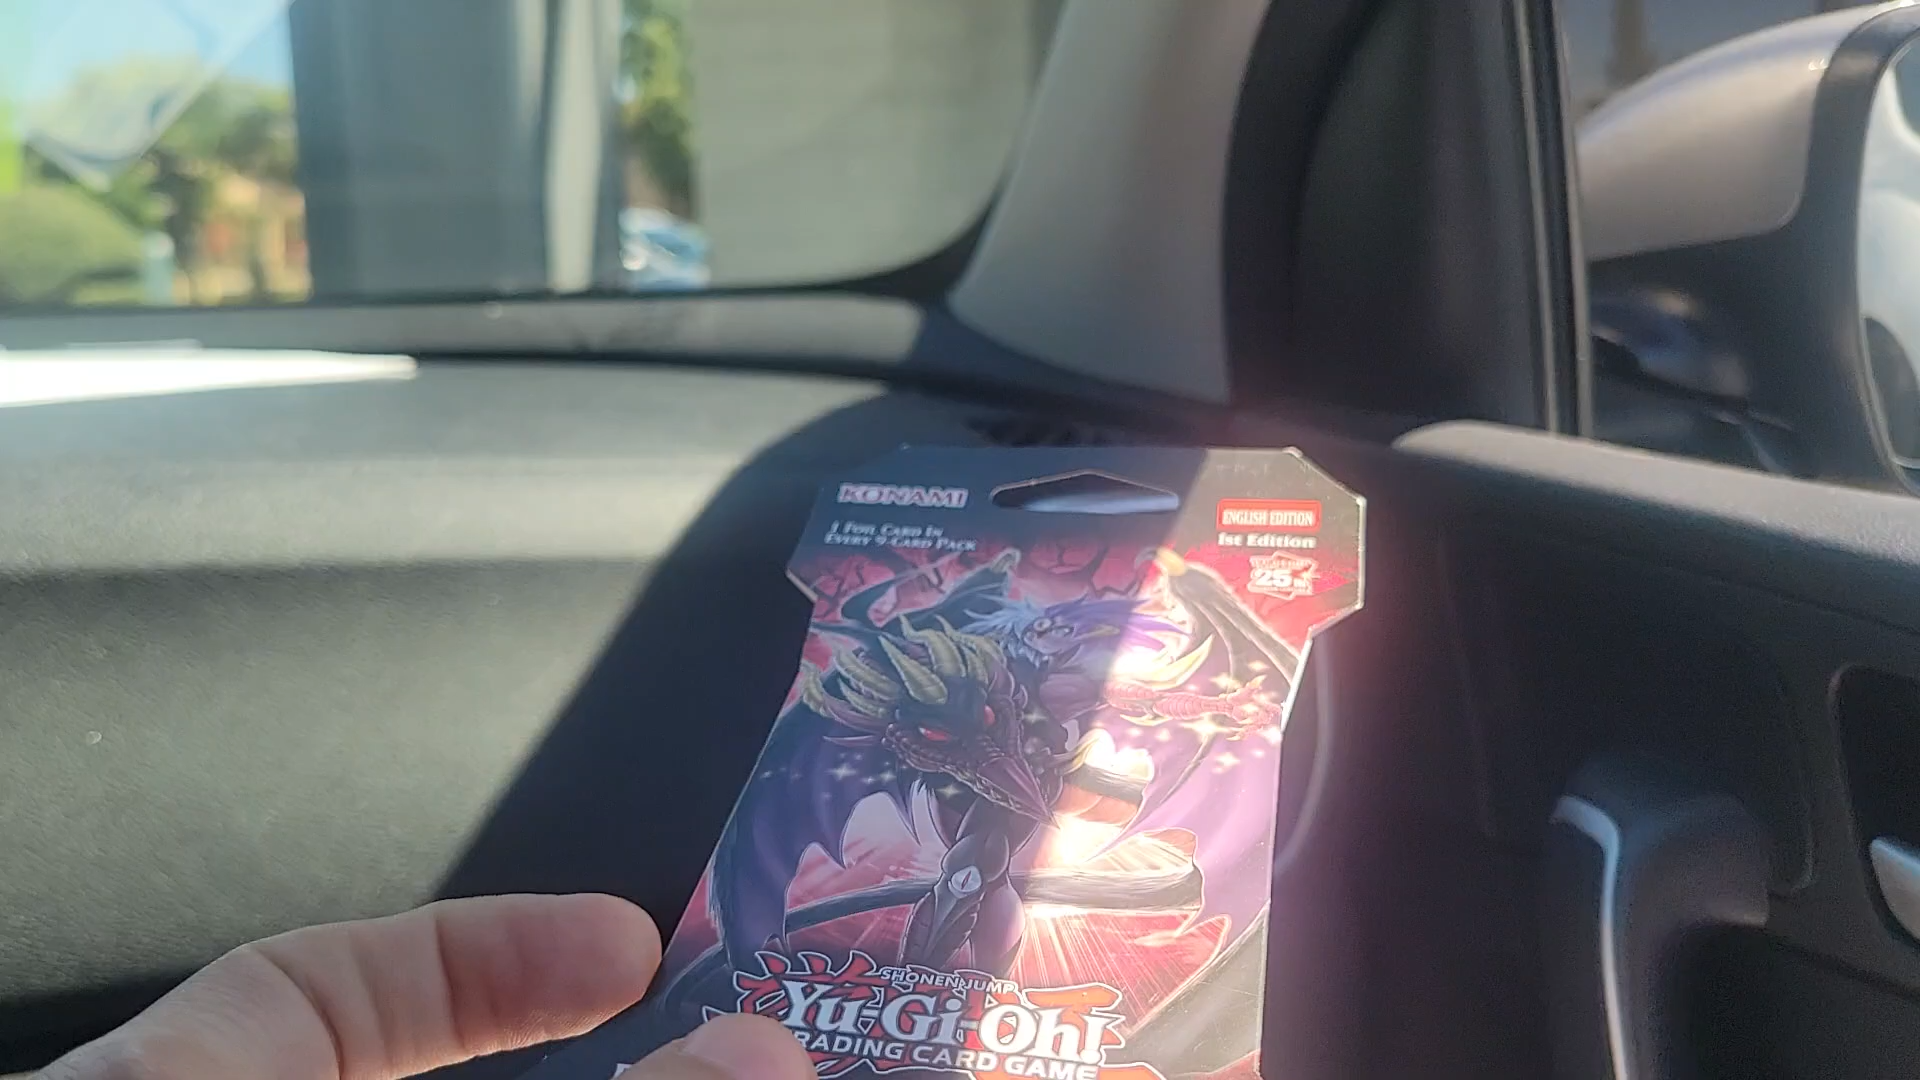 KONAMI
1 Foil Card In
Every 9-Card Pack
ENGLISH EDITION
1st Edition
25
SHONEN JUMP
Yu-Gi-Oh!
TRADING CARD GAME